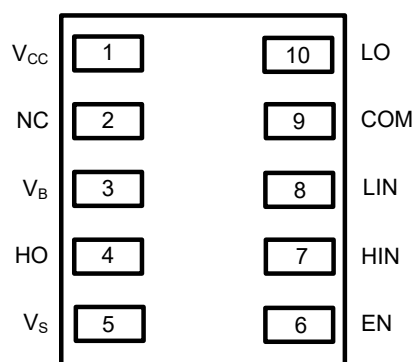 V_CC 1 10 LO
NC 2 9 COM
V_B 3 8 LIN
HO 4 7 HIN
V_S 5 6 EN